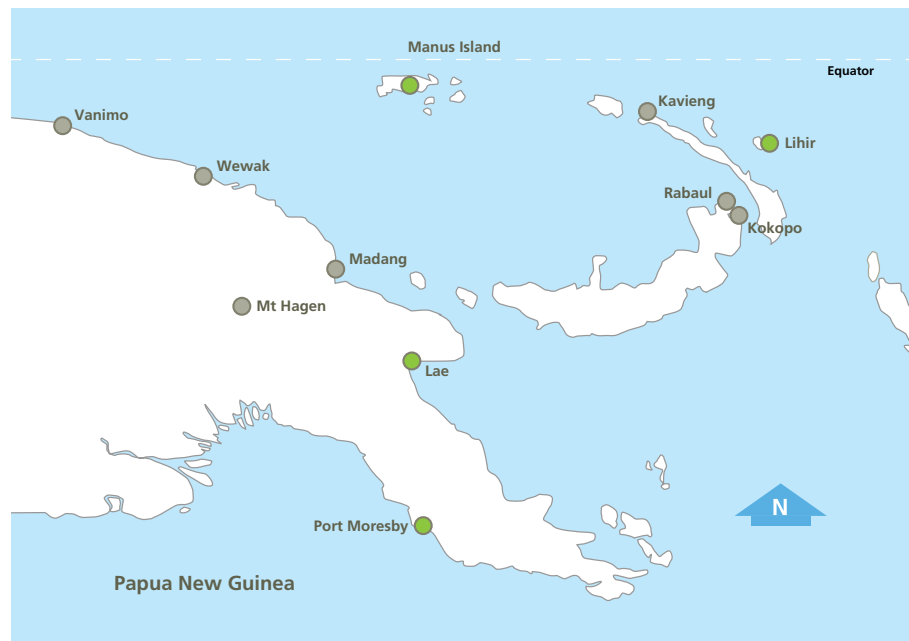 Manus Island
Equator
Kavieng
Vanimo
Lihir
Wewak
Rabaul
Kokopo
Madang
Mt Hagen
Lae
N
Port Moresby
Papua New Guinea